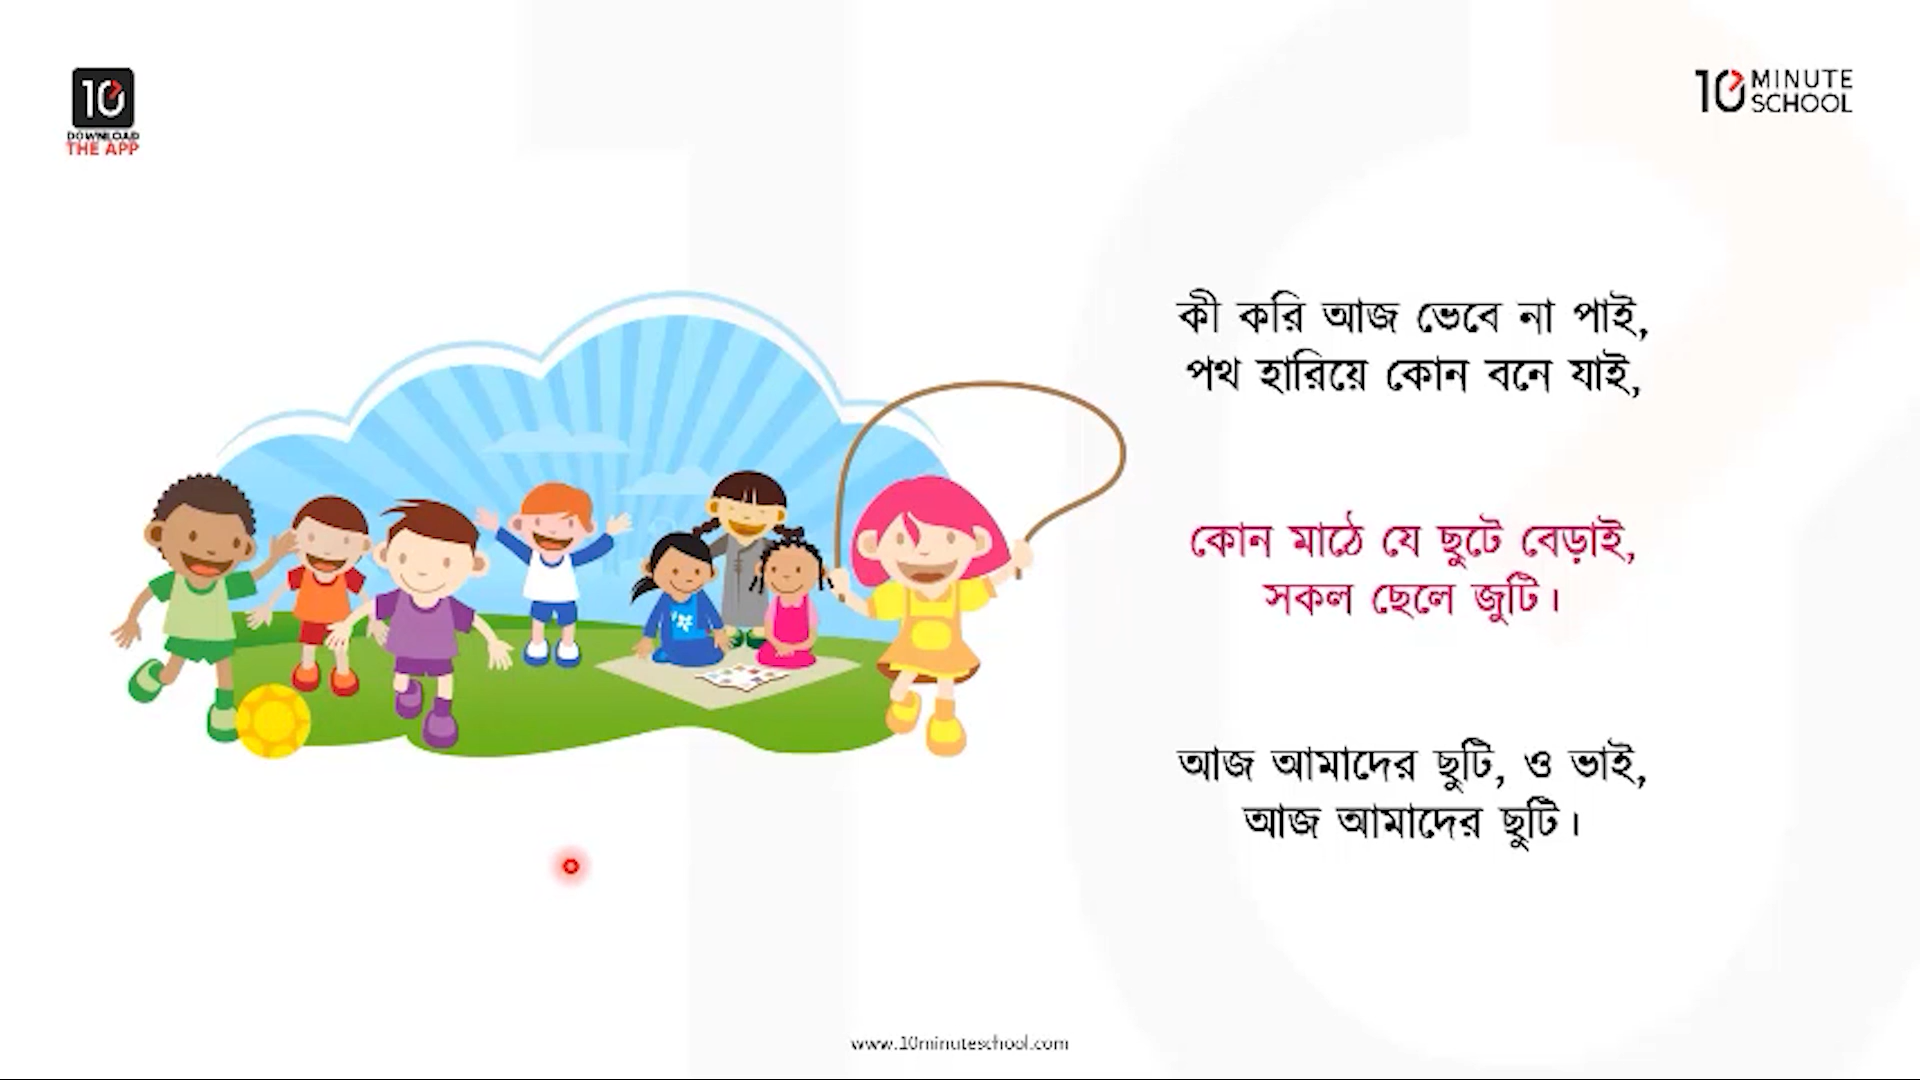 10
DOWNLOAD
THE APP
10 MINUTE
SCHOOL
কী করি আজ ভেবে না পাই,
পথ হারিয়ে কোন বনে যাই,
কোন মাঠে যে ছুটে বেড়াই,
সকল ছেলে জুটি।
আজ আমাদের ছুটি, ও ভাই,
আজ আমাদের ছুটি।
www.10minuteschool.com